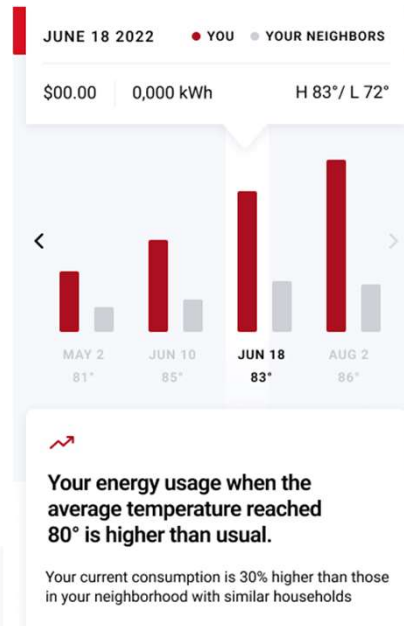 JUNE 18 2022 YOU YOUR NEIGHBORS
$00.00 0,000 kWh H 83°/ L 72°
MAY 2 JUN 10 JUN 18 AUG 2
81° 85° 83° 86°
Your energy usage when the
average temperature reached
80° is higher than usual.
Your current consumption is 30% higher than those
in your neighborhood with similar households